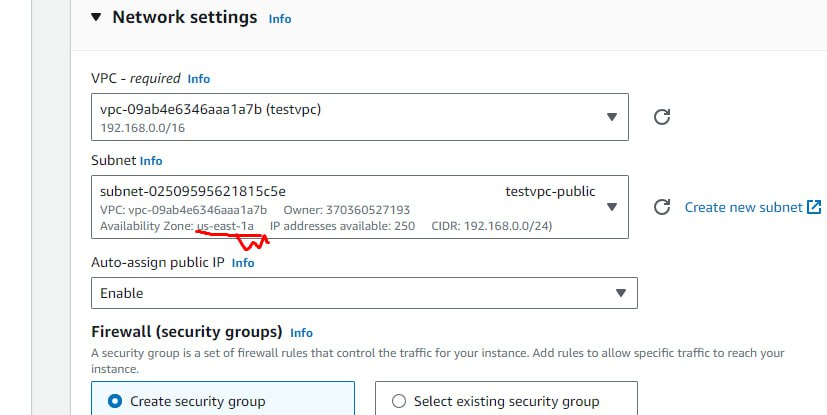 Network settings Info
VPC - required Info
vpc-09ab4e6346aaa1a7b (testvpc)
192.168.0.0/16
Subnet Info
subnet-02509595621815c5e testvpc-public
VPC: vpc-09ab4e6346aaa1a7b Owner: 370360527193
Availability Zone: us-east-1a IP addresses available: 250 CIDR: 192.168.0.0/24)
Create new subnet
Auto-assign public IP Info
Enable
Firewall (security groups) Info
A security group is a set of firewall rules that control the traffic for your instance. Add rules to allow specific traffic to reach your
instance.
Create security group Select existing security group